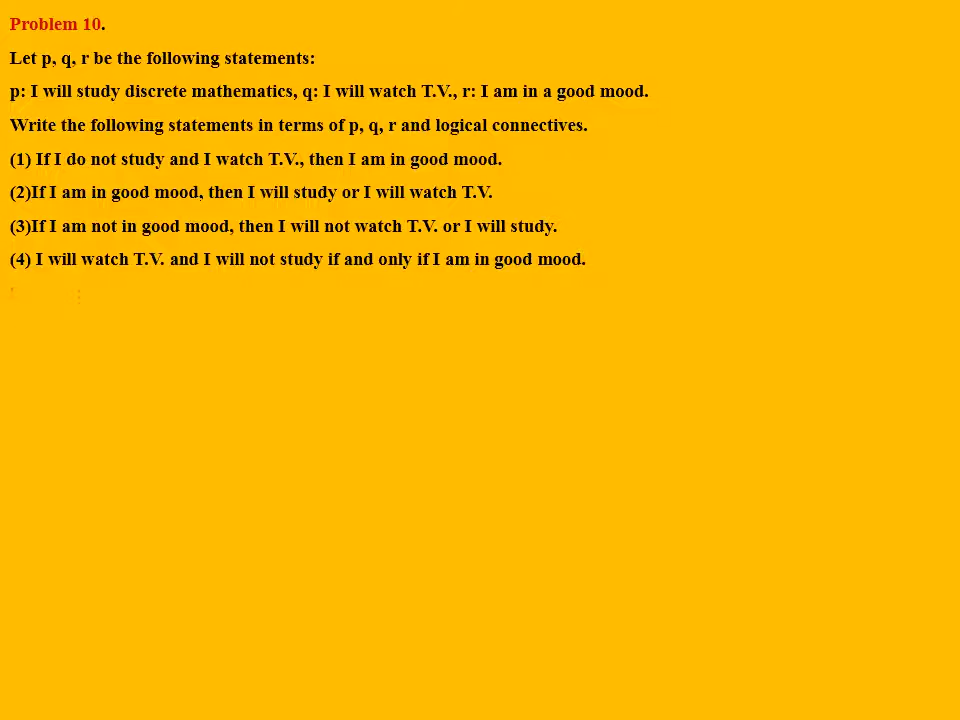 Problem 10.
Let p, q, r be the following statements:
p: I will study discrete mathematics, q: I will watch T.V., r: I am in a good mood.
Write the following statements in terms of p, q, r and logical connectives.
(1) If I do not study and I watch T.V., then I am in good mood.
(2)If I am in good mood, then I will study or I will watch T.V.
(3)If I am not in good mood, then I will not watch T.V. or I will study.
(4) I will watch T.V. and I will not study if and only if I am in good mood.